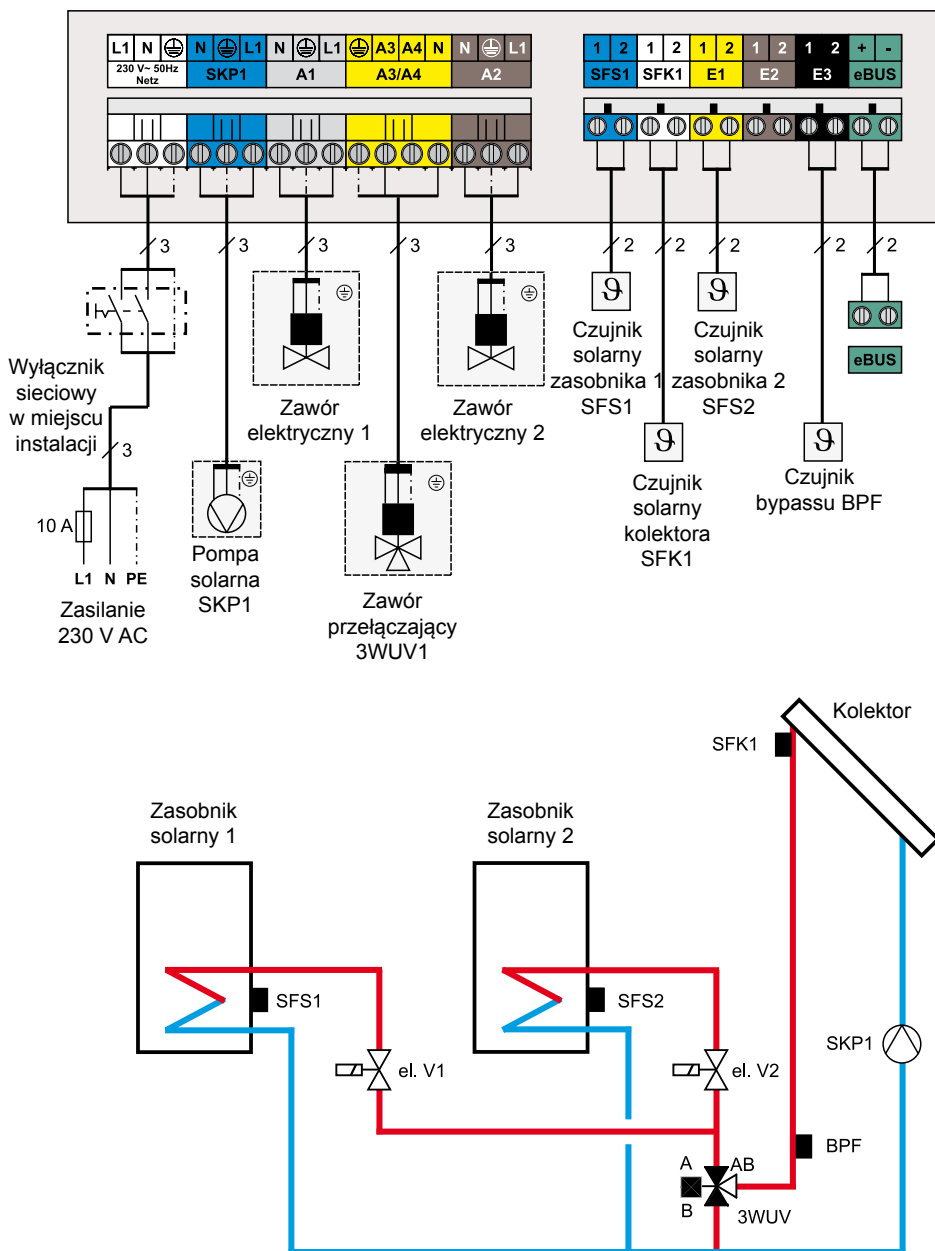 L1 N N L1 N L1 A3 A4 N N L1
230 V~ 50Hz
Netz
SKP1 A1 A3/A4 A2
1 2 1 2 1 2 1 2 1 2 + -
SFS1 SFK1 E1 E2 E3 eBUS
3 3 3 3 3 2 2 2 2 2
Wyłącznik
sieciowy
w miejscu
instalacji
3
10 A
L1 N PE
Zasilanie
230 V AC
Pompa
solarna
SKP1
Zawór
elektryczny 1
Zawór
przełączający
3WUV1
Zawór
elektryczny 2
ϑ
Czujnik
solarny
zasobnika 1
SFS1
ϑ
Czujnik
solarny
kolektora
SFK1
ϑ
Czujnik
solarny
zasobnika 2
SFS2
ϑ
Czujnik
bypassu BPF
eBUS
Kolektor
SFK1
Zasobnik
solarny 1
Zasobnik
solarny 2
SFS1
SFS2
SKP1
el. V1
el. V2
BPF
A AB
B
3WUV